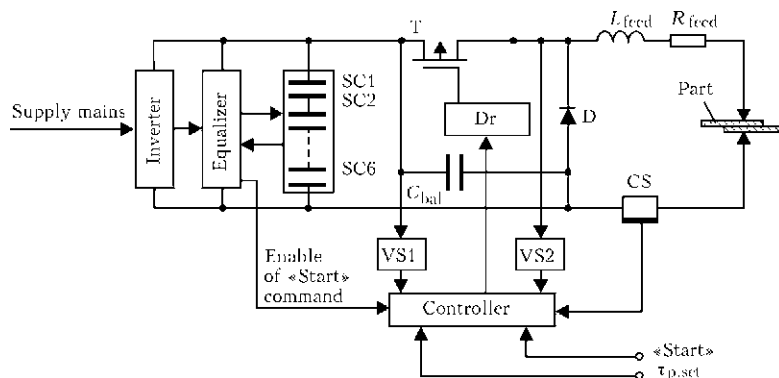 T
L feed
R feed
SC1
SC2
SC6
Supply mains
Inverter
Equalizer
Dr
D
Part
C bal
CS
VS1
VS2
Enable
of «Start»
command
Controller
«Start»
τ p.set